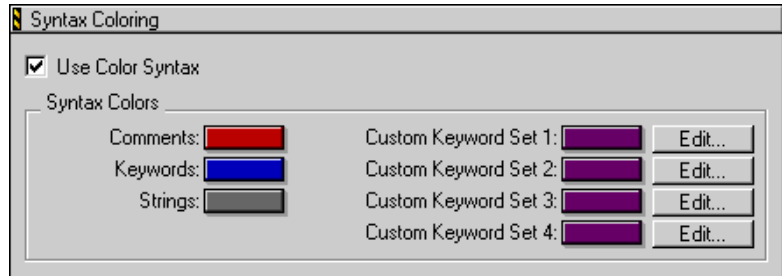 Syntax Coloring
Use Color Syntax
Syntax Colors
Comments: Custom Keyword Set 1: Edit...
Keywords: Custom Keyword Set 2: Edit...
Strings: Custom Keyword Set 3: Edit...
Custom Keyword Set 4: Edit...